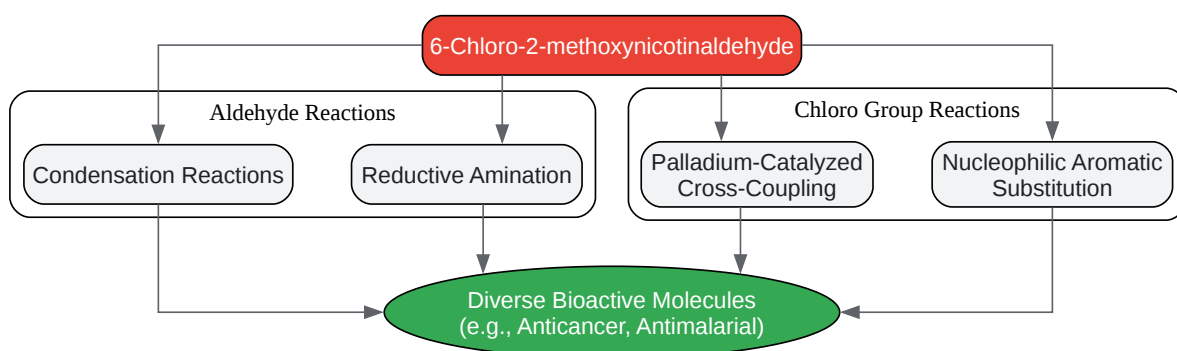 6-Chloro-2-methoxynicotinaldehyde
Aldehyde Reactions
Chloro Group Reactions
Condensation Reactions
Reductive Amination
Palladium-Catalyzed
Cross-Coupling
Nucleophilic Aromatic
Substitution
Diverse Bioactive Molecules
(e.g., Anticancer, Antimalarial)